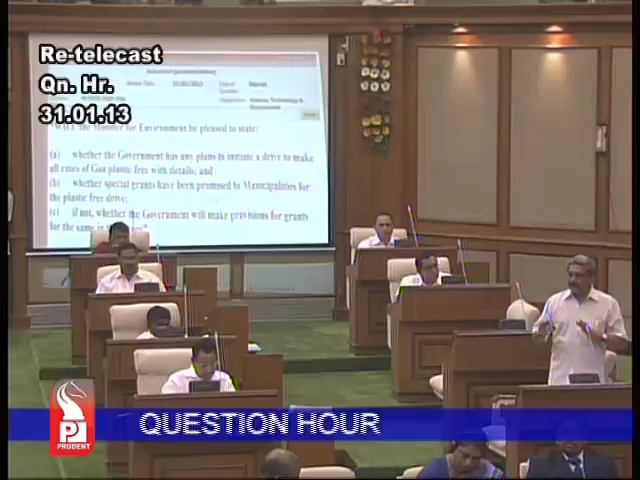 Re-telecast
Qn. Hr.
31.01.13
Minister for Environment be pleased to state:
(a) whether the Government has any plans to initiate a drive to make
all cities of Goa plastic free with details; and
(b) whether special grants have been promised to Municipalities for
the plastic free drive;
(c) if not, whether the Government will make provisions for grants
for the same in
QUESTION HOUR
PRUDENT